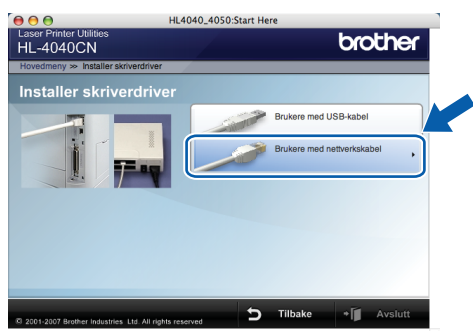 HL4040_4050:Start Here
Laser Printer Utilities
HL-4040CN
brother
Hovedmeny >> Installer skriverdriver
Installer skriverdriver
Brukere med USB-kabel
Brukere med nettverkskabel
© 2001-2007 Brother Industries Ltd. All rights reserved
Tilbake
Avslutt